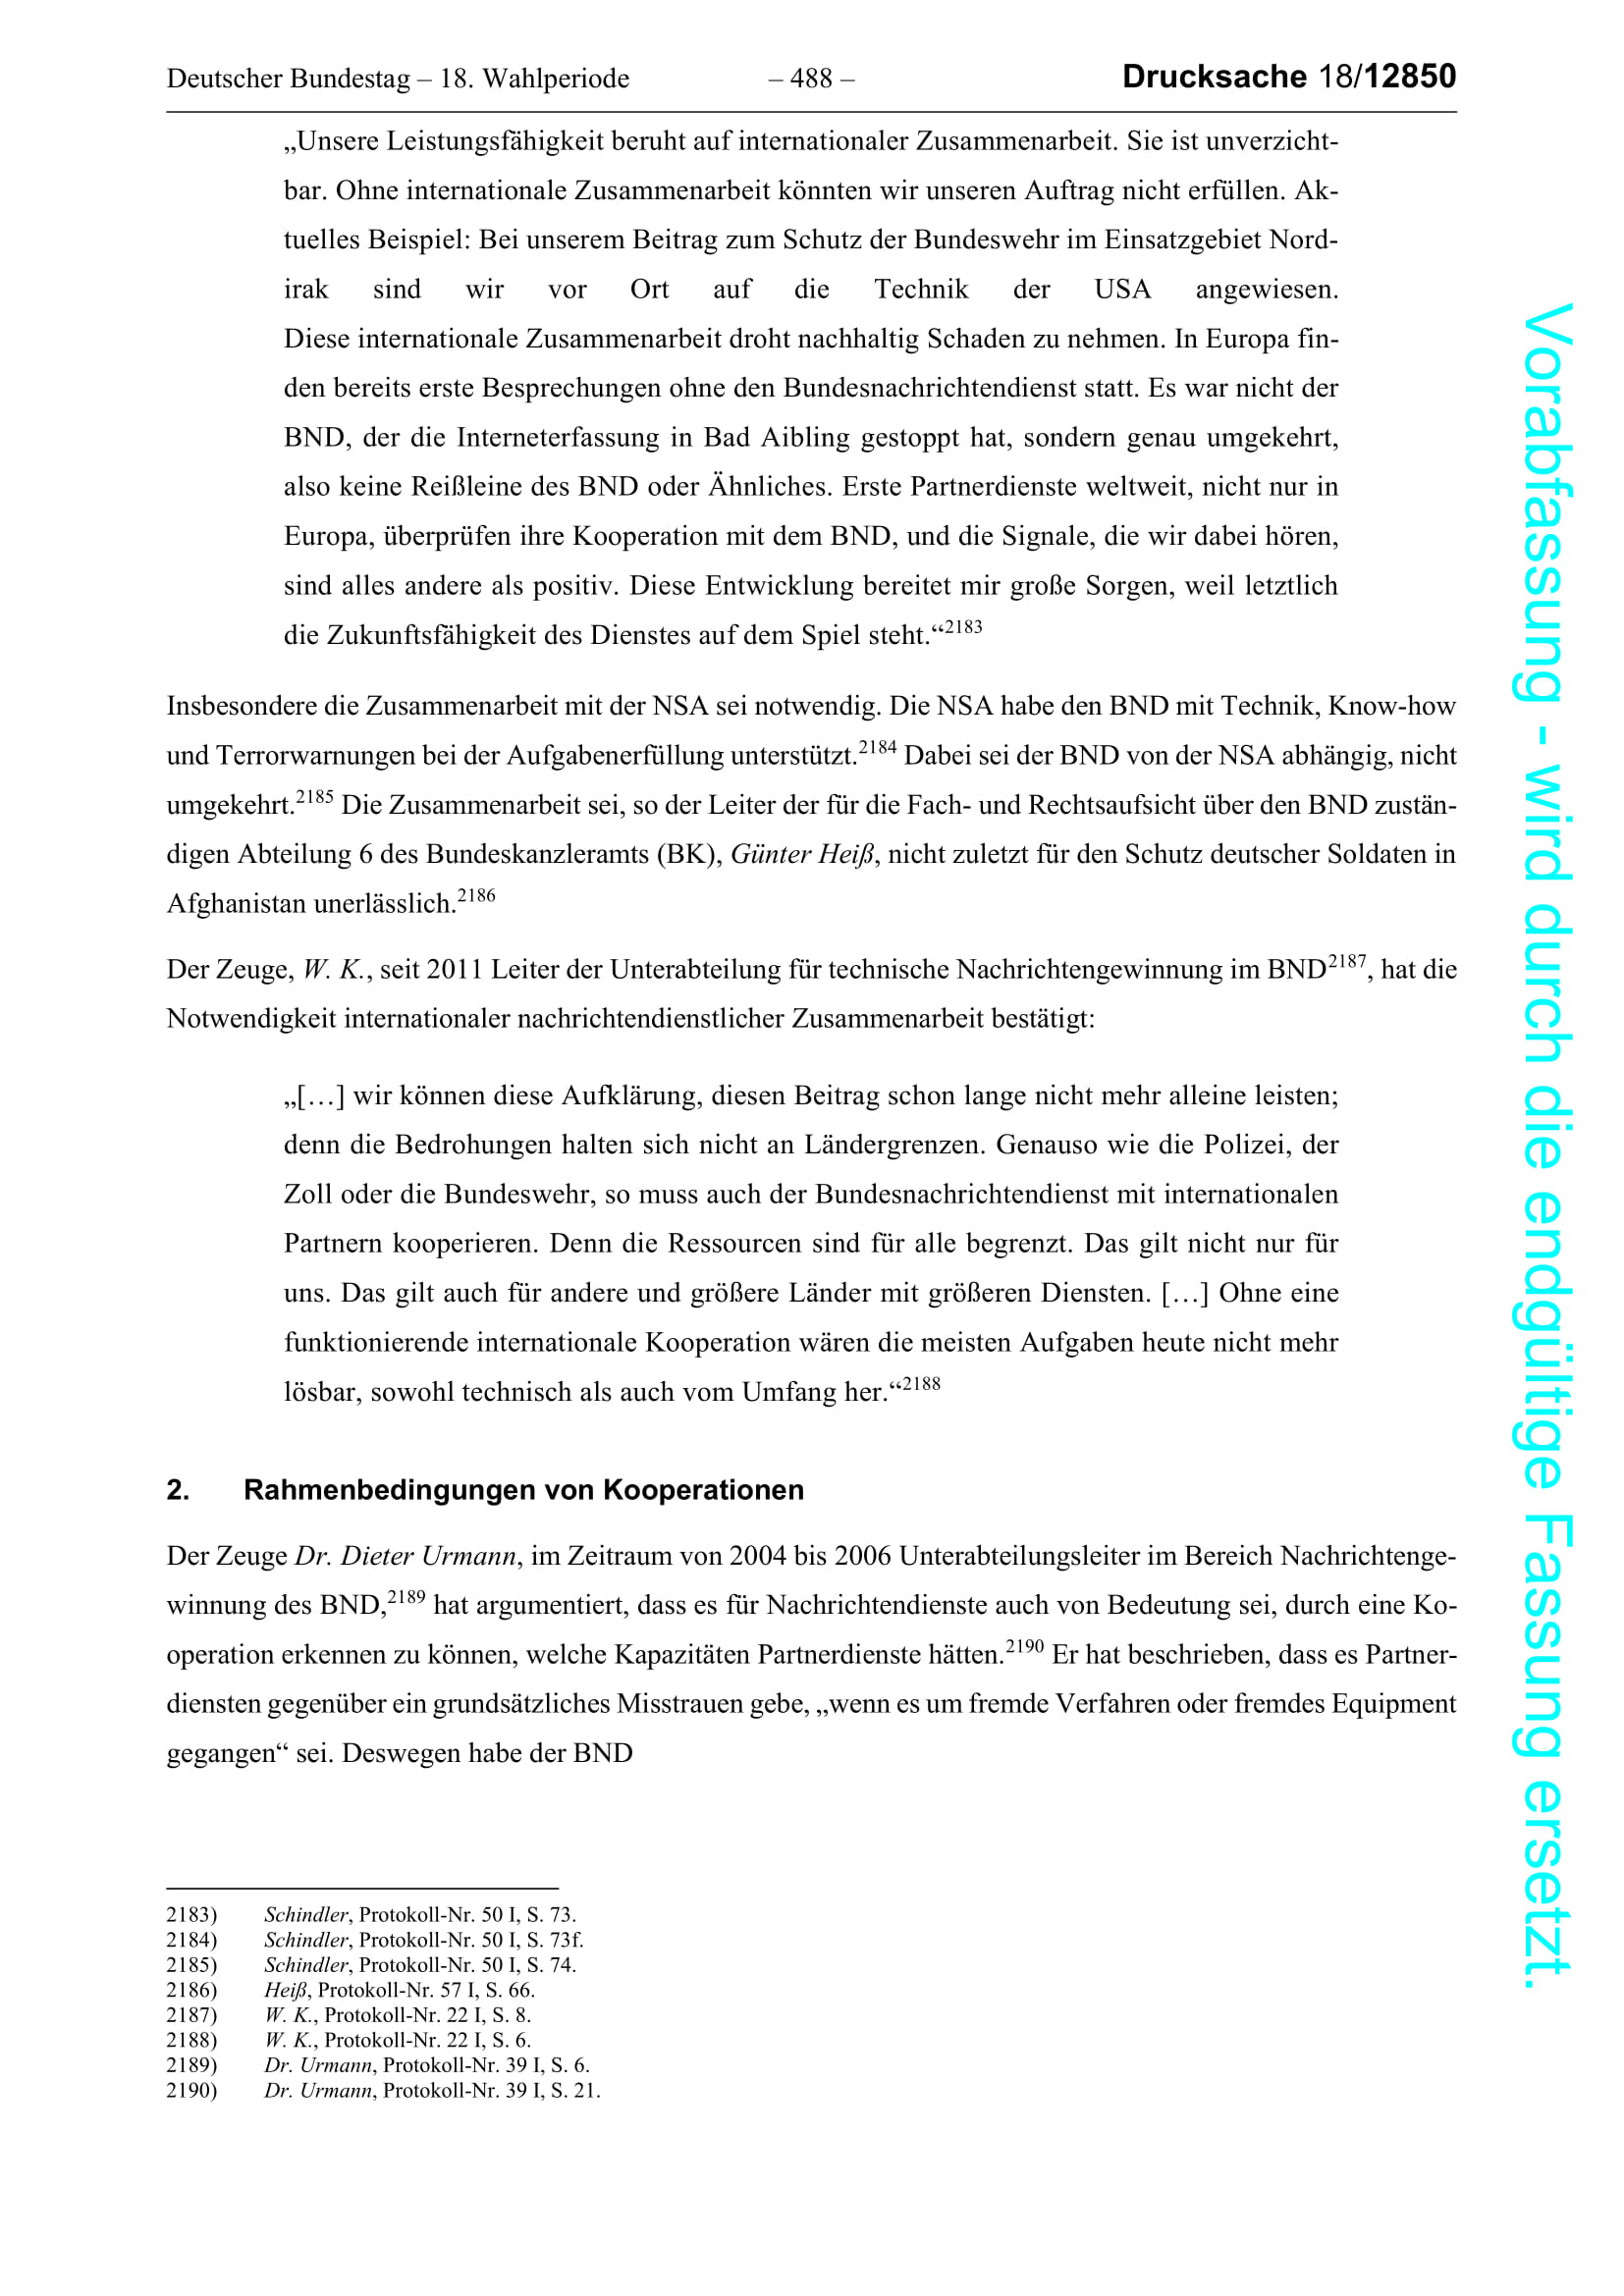 Deutscher Bundestag – 18. Wahlperiode – 488 – Drucksache 18/12850
„Unsere Leistungsfähigkeit beruht auf internationaler Zusammenarbeit. Sie ist unverzicht-
bar. Ohne internationale Zusammenarbeit könnten wir unseren Auftrag nicht erfüllen. Ak-
tuelles Beispiel: Bei unserem Beitrag zum Schutz der Bundeswehr im Einsatzgebiet Nord-
irak sind wir vor Ort auf die Technik der USA angewiesen.
Diese internationale Zusammenarbeit droht nachhaltig Schaden zu nehmen. In Europa fin-
den bereits erste Besprechungen ohne den Bundesnachrichtendienst statt. Es war nicht der
BND, der die Interneterfassung in Bad Aibling gestoppt hat, sondern genau umgekehrt,
also keine Reißleine des BND oder Ähnliches. Erste Partnerdienste weltweit, nicht nur in
Europa, überprüfen ihre Kooperation mit dem BND, und die Signale, die wir dabei hören,
sind alles andere als positiv. Diese Entwicklung bereitet mir große Sorgen, weil letztlich
die Zukunftsfähigkeit des Dienstes auf dem Spiel steht.“2183
Insbesondere die Zusammenarbeit mit der NSA sei notwendig. Die NSA habe den BND mit Technik, Know-how
und Terrorwarnungen bei der Aufgabenerfüllung unterstützt.2184 Dabei sei der BND von der NSA abhängig, nicht
umgekehrt.2185 Die Zusammenarbeit sei, so der Leiter der für die Fach- und Rechtsaufsicht über den BND zustän-
digen Abteilung 6 des Bundeskanzleramts (BK), Günter Heiß, nicht zuletzt für den Schutz deutscher Soldaten in
Afghanistan unerlässlich.2186
Der Zeuge, W. K., seit 2011 Leiter der Unterabteilung für technische Nachrichtengewinnung im BND2187, hat die
Notwendigkeit internationaler nachrichtendienstlicher Zusammenarbeit bestätigt:
„[…] wir können diese Aufklärung, diesen Beitrag schon lange nicht mehr alleine leisten;
denn die Bedrohungen halten sich nicht an Ländergrenzen. Genauso wie die Polizei, der
Zoll oder die Bundeswehr, so muss auch der Bundesnachrichtendienst mit internationalen
Partnern kooperieren. Denn die Ressourcen sind für alle begrenzt. Das gilt nicht nur für
uns. Das gilt auch für andere und größere Länder mit größeren Diensten. […] Ohne eine
funktionierende internationale Kooperation wären die meisten Aufgaben heute nicht mehr
lösbar, sowohl technisch als auch vom Umfang her.“2188
2. Rahmenbedingungen von Kooperationen
Der Zeuge Dr. Dieter Urmann, im Zeitraum von 2004 bis 2006 Unterabteilungsleiter im Bereich Nachrichtenge-
winnung des BND,2189 hat argumentiert, dass es für Nachrichtendienste auch von Bedeutung sei, durch eine Ko-
operation erkennen zu können, welche Kapazitäten Partnerdienste hätten.2190 Er hat beschrieben, dass es Partner-
diensten gegenüber ein grundsätzliches Misstrauen gebe, „wenn es um fremde Verfahren oder fremdes Equipment
gegangen“ sei. Deswegen habe der BND
2183) Schindler, Protokoll-Nr. 50 I, S. 73.
2184) Schindler, Protokoll-Nr. 50 I, S. 73f.
2185) Schindler, Protokoll-Nr. 50 I, S. 74.
2186) Heiß, Protokoll-Nr. 57 I, S. 66.
2187) W. K., Protokoll-Nr. 22 I, S. 8.
2188) W. K., Protokoll-Nr. 22 I, S. 6.
2189) Dr. Urmann, Protokoll-Nr. 39 I, S. 6.
2190) Dr. Urmann, Protokoll-Nr. 39 I, S. 21.
Vorabfassung - wird durch die endgültige Fassung ersetzt.